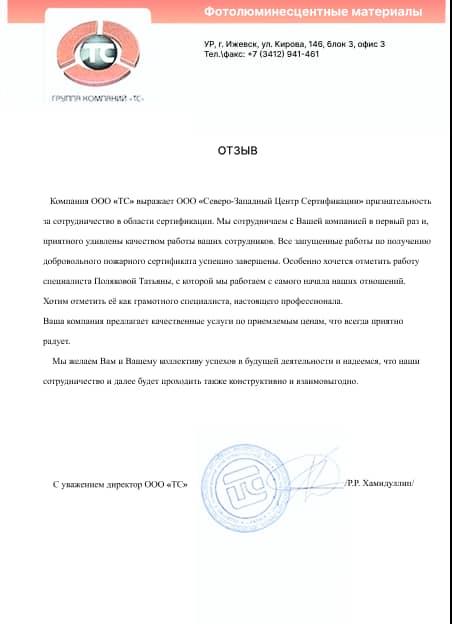 Фотолюминесцентные материалы
ТС
ГРУППА КОМПАНИЙ «ТС»
УР, г. Ижевск, ул. Кирова, 146, блок 3, офис 3
Тел.\факс: +7 (3412) 941-461
ОТЗЫВ
Компания ООО «ТС» выражает ООО «Северо-Западный Центр Сертификации» признательность
за сотрудничество в области сертификации. Мы сотрудничаем с Вашей компанией в первый раз и,
приятного удивлены качеством работы ваших сотрудников. Все запущенные работы по получению
добровольного пожарного сертификата успешно завершены. Особенно хочется отметить работу
специалиста Поляковой Татьяны, с которой мы работаем с самого начала наших отношений.
Хотим отметить её как грамотного специалиста, настоящего профессионала.
Ваша компания предлагает качественные услуги по приемлемым ценам, что всегда приятно
радует.
Мы желаем Вам и Вашему коллективу успехов в будущей деятельности и надеемся, что наши
сотрудничество и далее будет проходить также конструктивно и взаимовыгодно.
С уважением директор ООО «ТС»
ТС
/Р.Р. Хамидуллин/